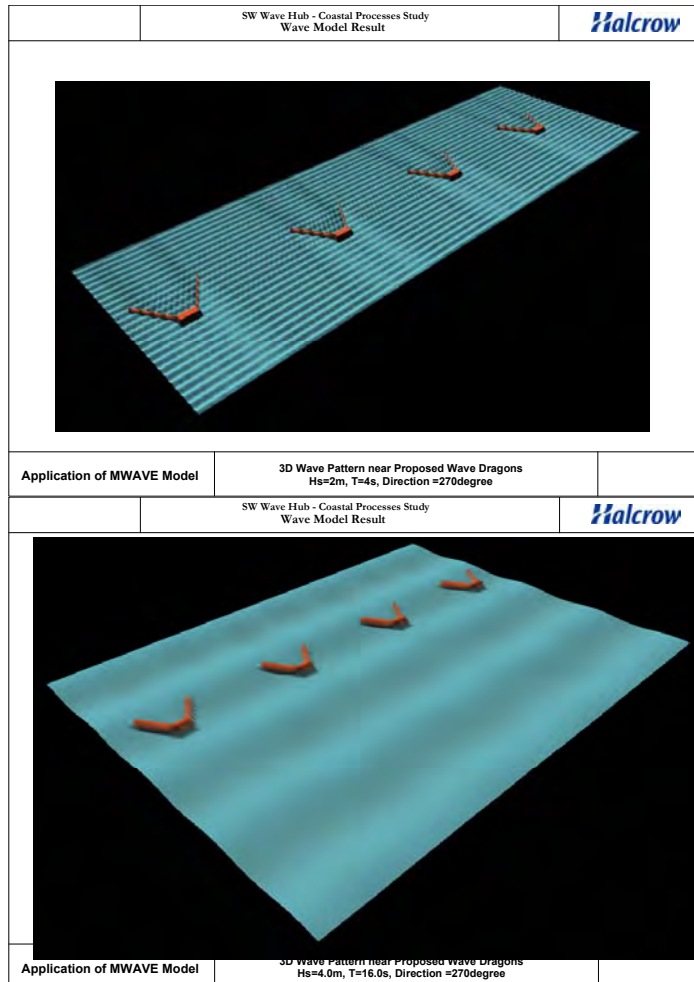 SW Wave Hub - Coastal Processes Study
Wave Model Result
Halcrow
Application of MWAVE Model
3D Wave Pattern near Proposed Wave Dragons
Hs=2m, T=4s, Direction =270degree
SW Wave Hub - Coastal Processes Study
Wave Model Result
Halcrow
Application of MWAVE Model
3D Wave Pattern near Proposed Wave Dragons
Hs=4.0m, T=16.0s, Direction =270degree